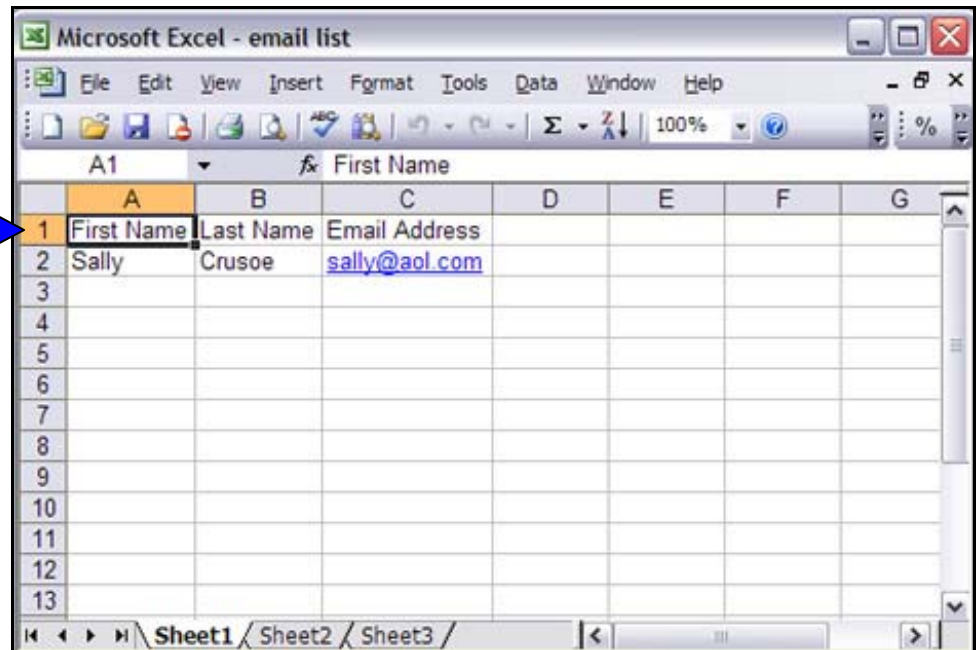 Microsoft Excel - email list
File Edit View Insert Format Tools Data Window Help
ABC Σ Z A 100% ? %
A1 fx First Name
A B C D E F G
1 First Name Last Name Email Address
2 Sally Crusoe sally@aol.com
3
4
5
6
7
8
9
10
11
12
13
Sheet1 Sheet2 Sheet3